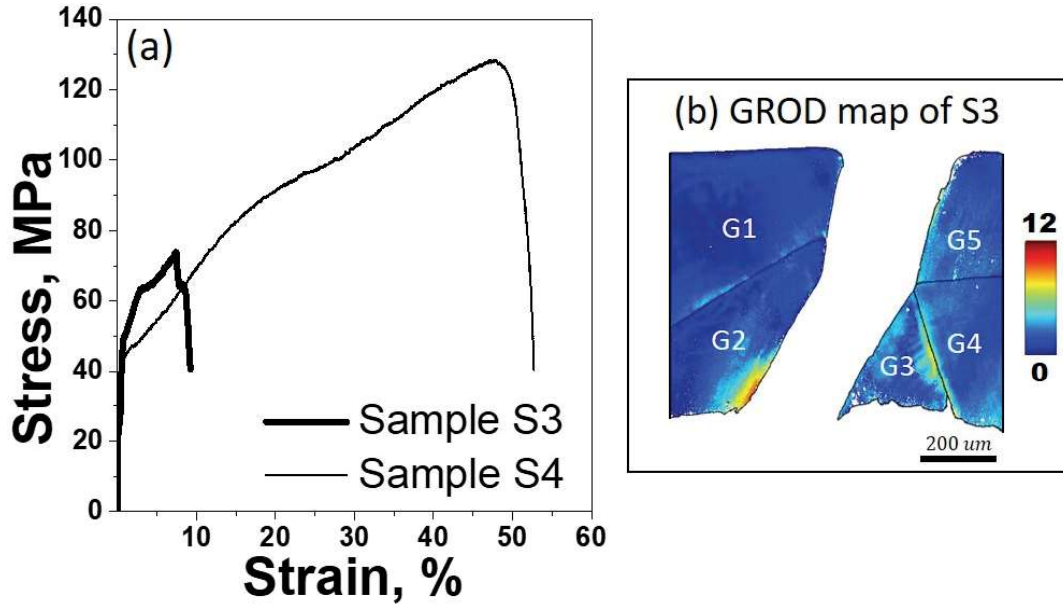 (a)
140
120
100
80
60
40
20
0
Stress, MPa
Sample S3
Sample S4
0 10 20 30 40 50 60
Strain, %
(b) GROD map of S3
G1
G2
G3
G4
G5
12
0
200 um